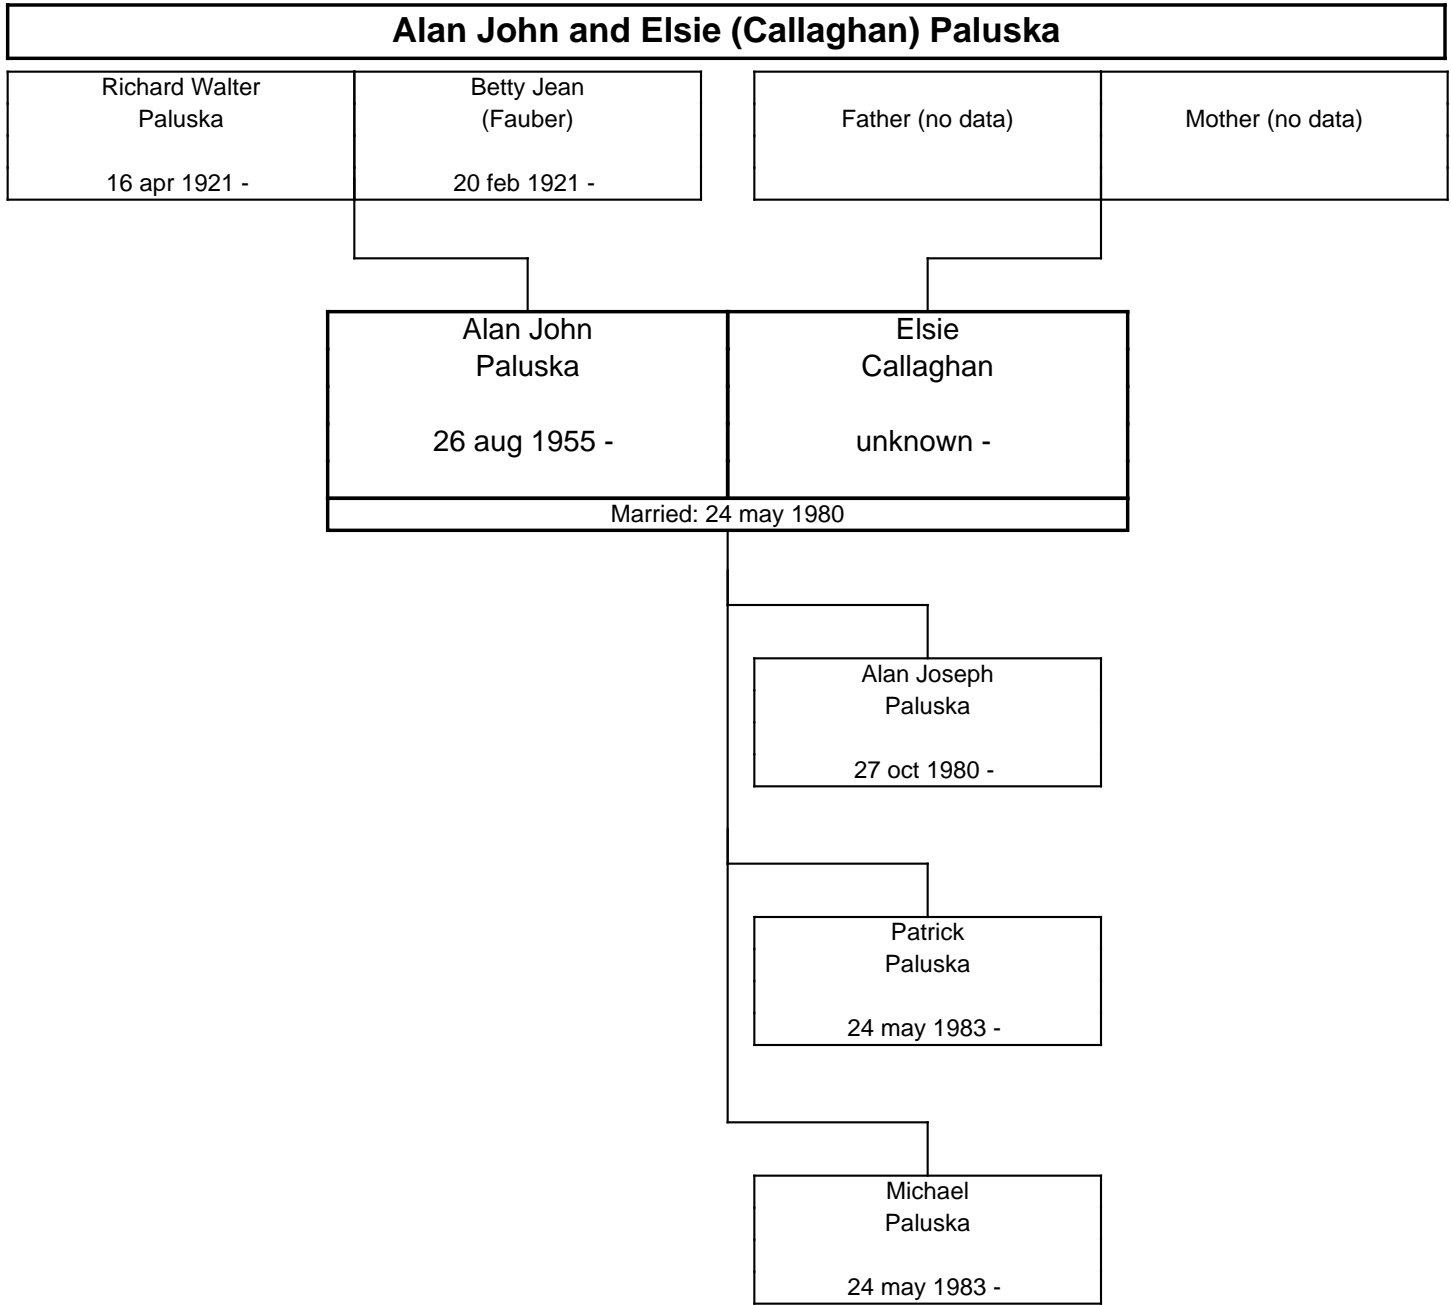 Alan John and Elsie (Callaghan) Paluska
Richard Walter
Paluska
16 apr 1921 -
Betty Jean
(Fauber)
20 feb 1921 -
Father (no data)
Mother (no data)
Alan John
Paluska
26 aug 1955 -
Elsie
Callaghan
unknown -
Married: 24 may 1980
Alan Joseph
Paluska
27 oct 1980 -
Patrick
Paluska
24 may 1983 -
Michael
Paluska
24 may 1983 -